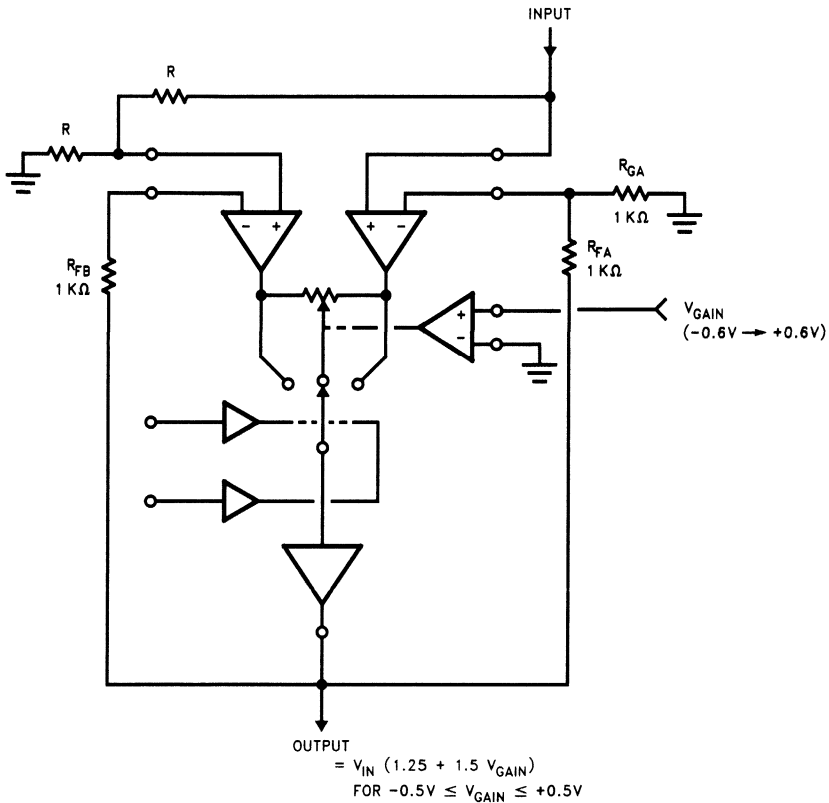 INPUT
R
R
R_GA
1 KΩ
- +
+ -
R_FB
1 KΩ
R_FA
1 KΩ
+
-
V_GAIN
(-0.6V → +0.6V)
OUTPUT
= V_IN (1.25 + 1.5 V_GAIN)
FOR -0.5V ≤ V_GAIN ≤ +0.5V